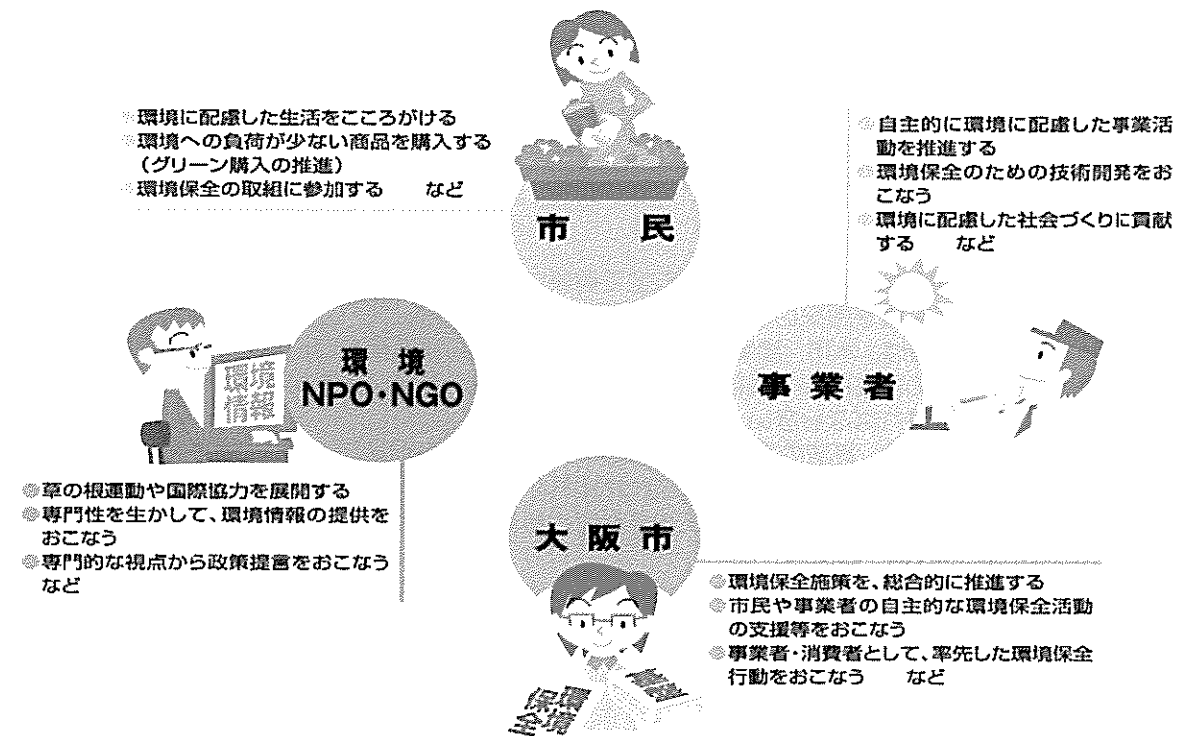 環境に配慮した生活をこころがける
環境への負荷が少ない商品を購入する
(グリーン購入の推進)
環境保全の取組に参加する など
市 民
自主的に環境に配慮した事業活
動を推進する
環境保全のための技術開発をお
こなう
環境に配慮した社会づくりに貢献
する など
事 業 者
環 境
NPO・NGO
環境
情報
草の根運動や国際協力を展開する
専門性を生かして、環境情報の提供を
おこなう
専門的な視点から政策提言をおこなう
など
大 阪 市
環境保全施策を、総合的に推進する
市民や事業者の自主的な環境保全活動
の支援等をおこなう
事業者・消費者として、率先した環境保全
行動をおこなう など
環境
保全